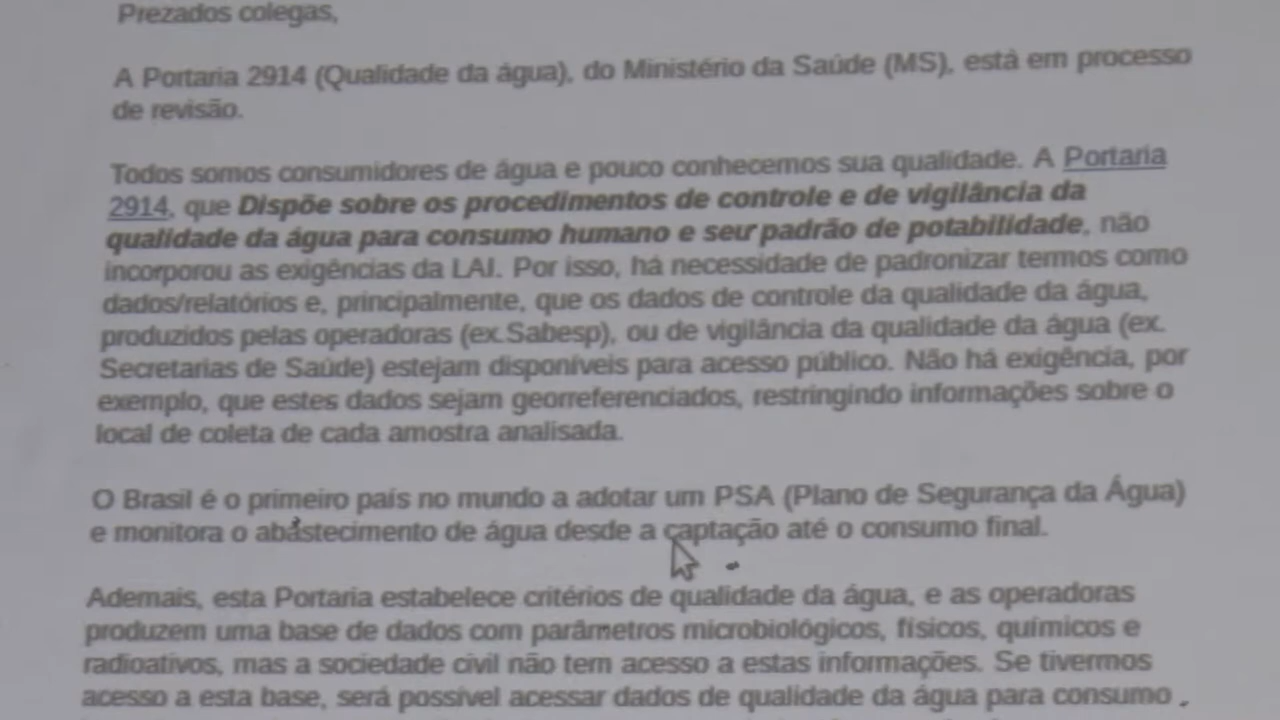 Prezados colegas,
A Portaria 2914 (Qualidade da água), do Ministério da Saúde (MS), está em processo
de revisão.
Todos somos consumidores de água e pouco conhecemos sua qualidade. A Portaria
2914, que Dispõe sobre os procedimentos de controle e de vigilância da
qualidade da água para consumo humano e seu padrão de potabilidade, não
incorporou as exigências da LAI. Por isso, há necessidade de padronizar termos como
dados/relatórios e, principalmente, que os dados de controle da qualidade da água,
produzidos pelas operadoras (ex.Sabesp), ou de vigilância da qualidade da água (ex.
Secretarias de Saúde) estejam disponíveis para acesso público. Não há exigência, por
exemplo, que estes dados sejam georreferenciados, restringindo informações sobre o
local de coleta de cada amostra analisada.
O Brasil é o primeiro país no mundo a adotar um PSA (Plano de Segurança da Água)
e monitora o abastecimento de água desde a captação até o consumo final.
Ademais, esta Portaria estabelece critérios de qualidade da água, e as operadoras
produzem uma base de dados com parâmetros microbiológicos, físicos, químicos e
radioativos, mas a sociedade civil não tem acesso a estas informações. Se tivermos
acesso a esta base, será possível acessar dados de qualidade da água para consumo